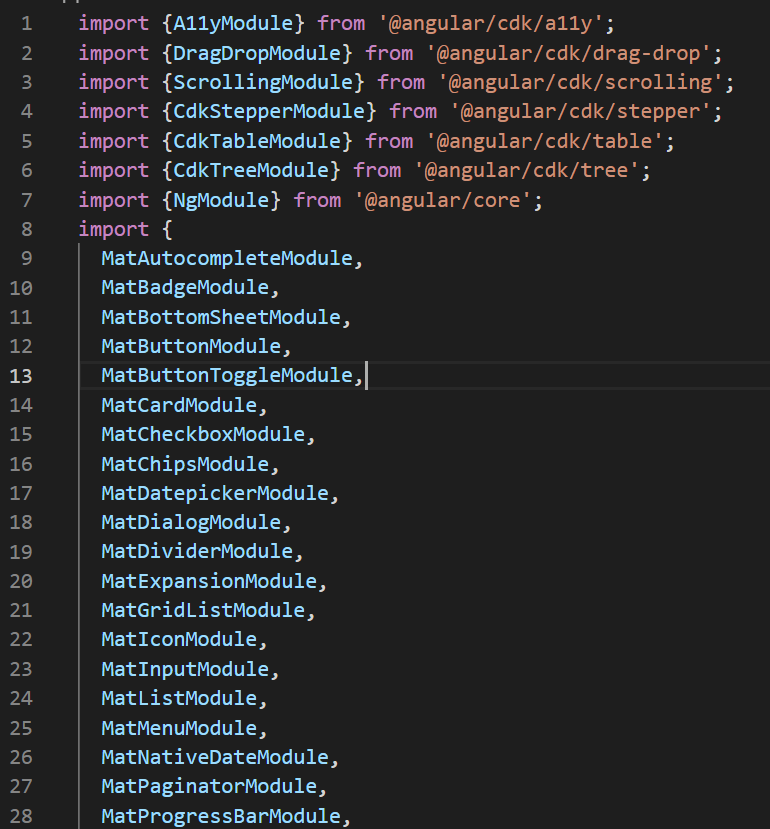 1 import {A11yModule} from '@angular/cdk/a11y';
2 import {DragDropModule} from '@angular/cdk/drag-drop';
3 import {ScrollingModule} from '@angular/cdk/scrolling';
4 import {CdkStepperModule} from '@angular/cdk/stepper';
5 import {CdkTableModule} from '@angular/cdk/table';
6 import {CdkTreeModule} from '@angular/cdk/tree';
7 import {NgModule} from '@angular/core';
8 import {
9 MatAutocompleteModule,
10 MatBadgeModule,
11 MatBottomSheetModule,
12 MatButtonModule,
13 MatButtonToggleModule,
14 MatCardModule,
15 MatCheckboxModule,
16 MatChipsModule,
17 MatDatepickerModule,
18 MatDialogModule,
19 MatDividerModule,
20 MatExpansionModule,
21 MatGridListModule,
22 MatIconModule,
23 MatInputModule,
24 MatListModule,
25 MatMenuModule,
26 MatNativeDateModule,
27 MatPaginatorModule,
28 MatProgressBarModule,